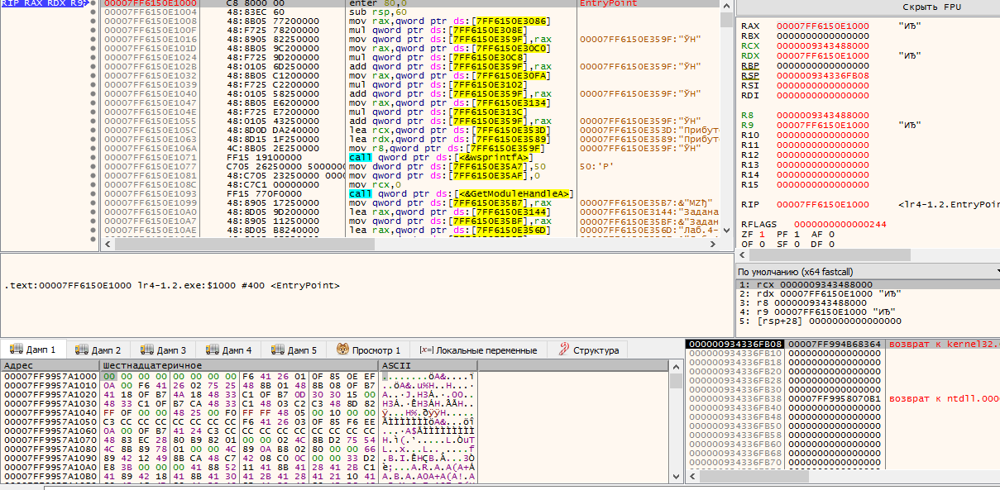 RIP RAX RDX R9
00007FF6150E1000 C8 8000 00 enter 80,0 EntryPoint
00007FF6150E1004 48:83EC 60 sub rsp,60
00007FF6150E1008 48:8B05 77200000 mov rax,qword ptr ds:[7FF6150E3086]
00007FF6150E100F 48:F725 78200000 mul qword ptr ds:[7FF6150E308E]
00007FF6150E1016 48:8905 82250000 mov qword ptr ds:[7FF6150E359F],rax 00007FF6150E359F:"ЎН"
00007FF6150E101D 48:8B05 9C200000 mov rax,qword ptr ds:[7FF6150E30C0]
00007FF6150E1024 48:F725 9D200000 mul qword ptr ds:[7FF6150E30C8]
00007FF6150E102B 48:0105 6D250000 add qword ptr ds:[7FF6150E359F],rax 00007FF6150E359F:"ЎН"
00007FF6150E1032 48:8B05 C1200000 mov rax,qword ptr ds:[7FF6150E30FA]
00007FF6150E1039 48:F725 C2200000 mul qword ptr ds:[7FF6150E3102]
00007FF6150E1040 48:0105 58250000 add qword ptr ds:[7FF6150E359F],rax 00007FF6150E359F:"ЎН"
00007FF6150E1047 48:8B05 E6200000 mov rax,qword ptr ds:[7FF6150E3134]
00007FF6150E104E 48:F725 E7200000 mul qword ptr ds:[7FF6150E313C]
00007FF6150E1055 48:0105 43250000 add qword ptr ds:[7FF6150E359F],rax 00007FF6150E359F:"ЎН"
00007FF6150E105C 48:8D0D DA240000 lea rcx,qword ptr ds:[7FF6150E353D] 00007FF6150E353D:"Прибут
00007FF6150E1063 48:8D15 1F250000 lea rdx,qword ptr ds:[7FF6150E3589] 00007FF6150E3589:"Прибут
00007FF6150E106A 4C:8B05 2E250000 mov r8,qword ptr ds:[7FF6150E359F] 00007FF6150E359F:"ЎН"
00007FF6150E1071 FF15 19100000 call qword ptr ds:[<&wsprintfA>]
00007FF6150E1077 C705 26250000 5000000 mov dword ptr ds:[7FF6150E35A7],50 50:'P'
00007FF6150E1081 48:C705 23250000 0000 mov qword ptr ds:[7FF6150E35AF],0
00007FF6150E108C 48:C7C1 00000000 mov rcx,0
00007FF6150E1093 FF15 770F0000 call qword ptr ds:[<&GetModuleHandleA>]
00007FF6150E1099 48:8905 17250000 mov qword ptr ds:[7FF6150E35B7],rax 00007FF6150E35B7:&"MZђ"
00007FF6150E10A0 48:8D05 9D200000 lea rax,qword ptr ds:[7FF6150E3144] 00007FF6150E3144:"Задана
00007FF6150E10A7 48:8905 11250000 mov qword ptr ds:[7FF6150E35BF],rax 00007FF6150E35BF:&"Задан
00007FF6150E10AE 48:8D05 B8240000 lea rax,qword ptr ds:[7FF6150E356D] 00007FF6150E356D:"Лаб.4-
Скрыть FPU
RAX 00007FF6150E1000 "ИЂ"
RBX 0000000000000000
RCX 0000009343488000
RDX 00007FF6150E1000 "ИЂ"
RBP 0000000000000000
RSP 000000934336FB08
RSI 0000000000000000
RDI 0000000000000000
R8 0000009343488000
R9 00007FF6150E1000 "ИЂ"
R10 0000000000000000
R11 0000000000000000
R12 0000000000000000
R13 0000000000000000
R14 0000000000000000
R15 0000000000000000
RIP 00007FF6150E1000 <lr4-1.2.EntryPoin
RFLAGS 0000000000000244
ZF 1 PF 1 AF 0
OF 0 SF 0 DF 0
.text:00007FF6150E1000 lr4-1.2.exe:$1000 #400 <EntryPoint>
По умолчанию (x64 fastcall)
1: rcx 0000009343488000
2: rdx 00007FF6150E1000 "ИЂ"
3: r8 0000009343488000
4: r9 00007FF6150E1000 "ИЂ"
5: [rsp+28] 0000000000000000
Дамп 1 Дамп 2 Дамп 3 Дамп 4 Дамп 5 Просмотр 1 [x=] Локальные переменные Структура
Адрес Шестнадцатеричное ASCII
00007FF9957A1000 00 00 00 00 00 00 00 00 F6 41 26 01 0F 85 0E EF
00007FF9957A1010 0A 00 F6 41 26 02 75 25 48 8B 01 48 8B 08 0F B7
00007FF9957A1020 41 18 0F B7 4A 18 48 33 C1 0F B7 0D 30 30 15 00
00007FF9957A1030 48 33 C1 0F B7 CA 48 33 C1 48 03 C2 C3 48 8D 82
00007FF9957A1040 FF 0F 00 00 48 25 00 F0 FF FF 48 05 00 10 00 00
00007FF9957A1050 C3 CC CC CC CC CC CC CC F6 41 26 03 0F 85 F6 EE
00007FF9957A1060 0A 00 0F B7 41 24 C3 CC CC CC CC CC CC CC CC CC
00007FF9957A1070 48 83 EC 28 80 B9 82 01 00 00 02 4C 8B D2 75 54
00007FF9957A1080 4C 8B 89 78 01 00 00 4C 89 0A B8 02 80 00 00 66
00007FF9957A1090 89 42 12 49 8B CA 48 C7 42 08 C0 0C 00 00 33 D2
00007FF9957A10A0 E8 3B 00 00 00 41 8B 52 11 41 8B 41 28 41 2B C1
00007FF9957A10B0 41 89 42 18 41 8B 41 30 41 2B 41 28 41 21 10 41
000000934336FB08 00007FF994B68364 возврат к kernel32.
000000934336FB10 0000000000000000
000000934336FB18 0000000000000000
000000934336FB20 0000000000000000
000000934336FB28 0000000000000000
000000934336FB30 0000000000000000
000000934336FB38 00007FF9958070B1 возврат к ntdll.000
000000934336FB40 0000000000000000
000000934336FB48 0000000000000000
000000934336FB50 0000000000000000
000000934336FB58 0000000000000000
000000934336FB60 0000000000000000
000000934336FB68 0000000000000000
000000934336FB70 0000000000000000